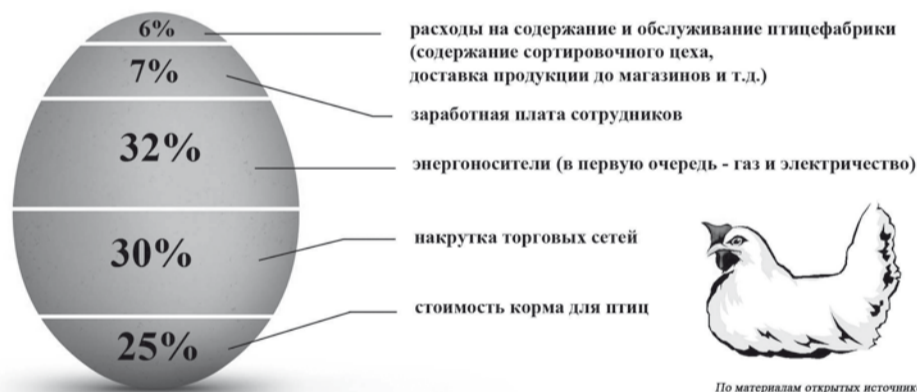 6%
расходы на содержание и обслуживание птицефабрики
(содержание сортировочного цеха,
доставка продукции до магазинов и т.д.)
7%
заработная плата сотрудников
32%
энергоносители (в первую очередь - газ и электричество)
30%
накрутка торговых сетей
25%
стоимость корма для птиц
По материалам открытых источник